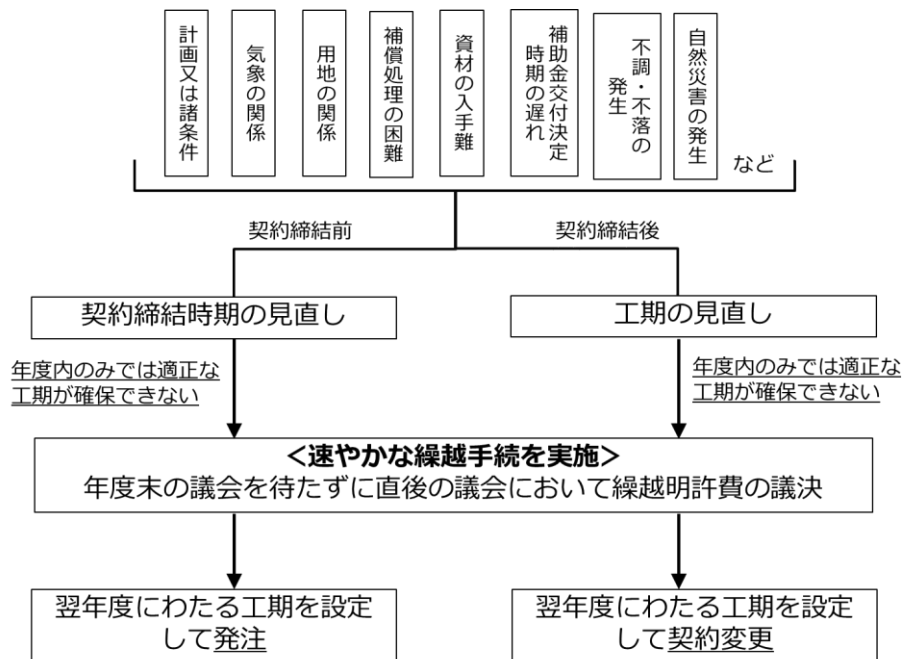 計画又は諸条件
気象の関係
用地の関係
補償処理の困難
資材の入手難
補助金交付決定
時期の遅れ
不調・不落の
発生
自然災害の発生
など
契約締結前
契約締結後
契約締結時期の見直し
工期の見直し
年度内のみでは適正な
工期が確保できない
年度内のみでは適正な
工期が確保できない
<速やかな繰越手続を実施>
年度末の議会を待たずに直後の議会において繰越明許費の議決
翌年度にわたる工期を設定
して発注
翌年度にわたる工期を設定
して契約変更